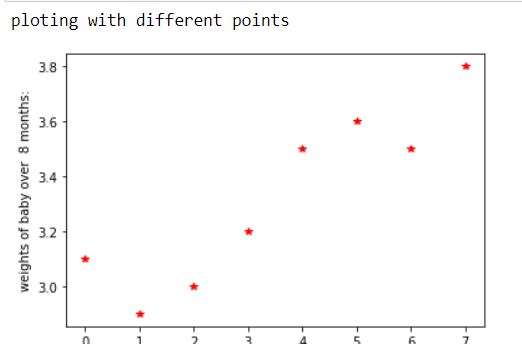 ploting with different points
3.8
3.6
3.4
3.2
3.0
weights of baby over 8 months:
0 1 2 3 4 5 6 7